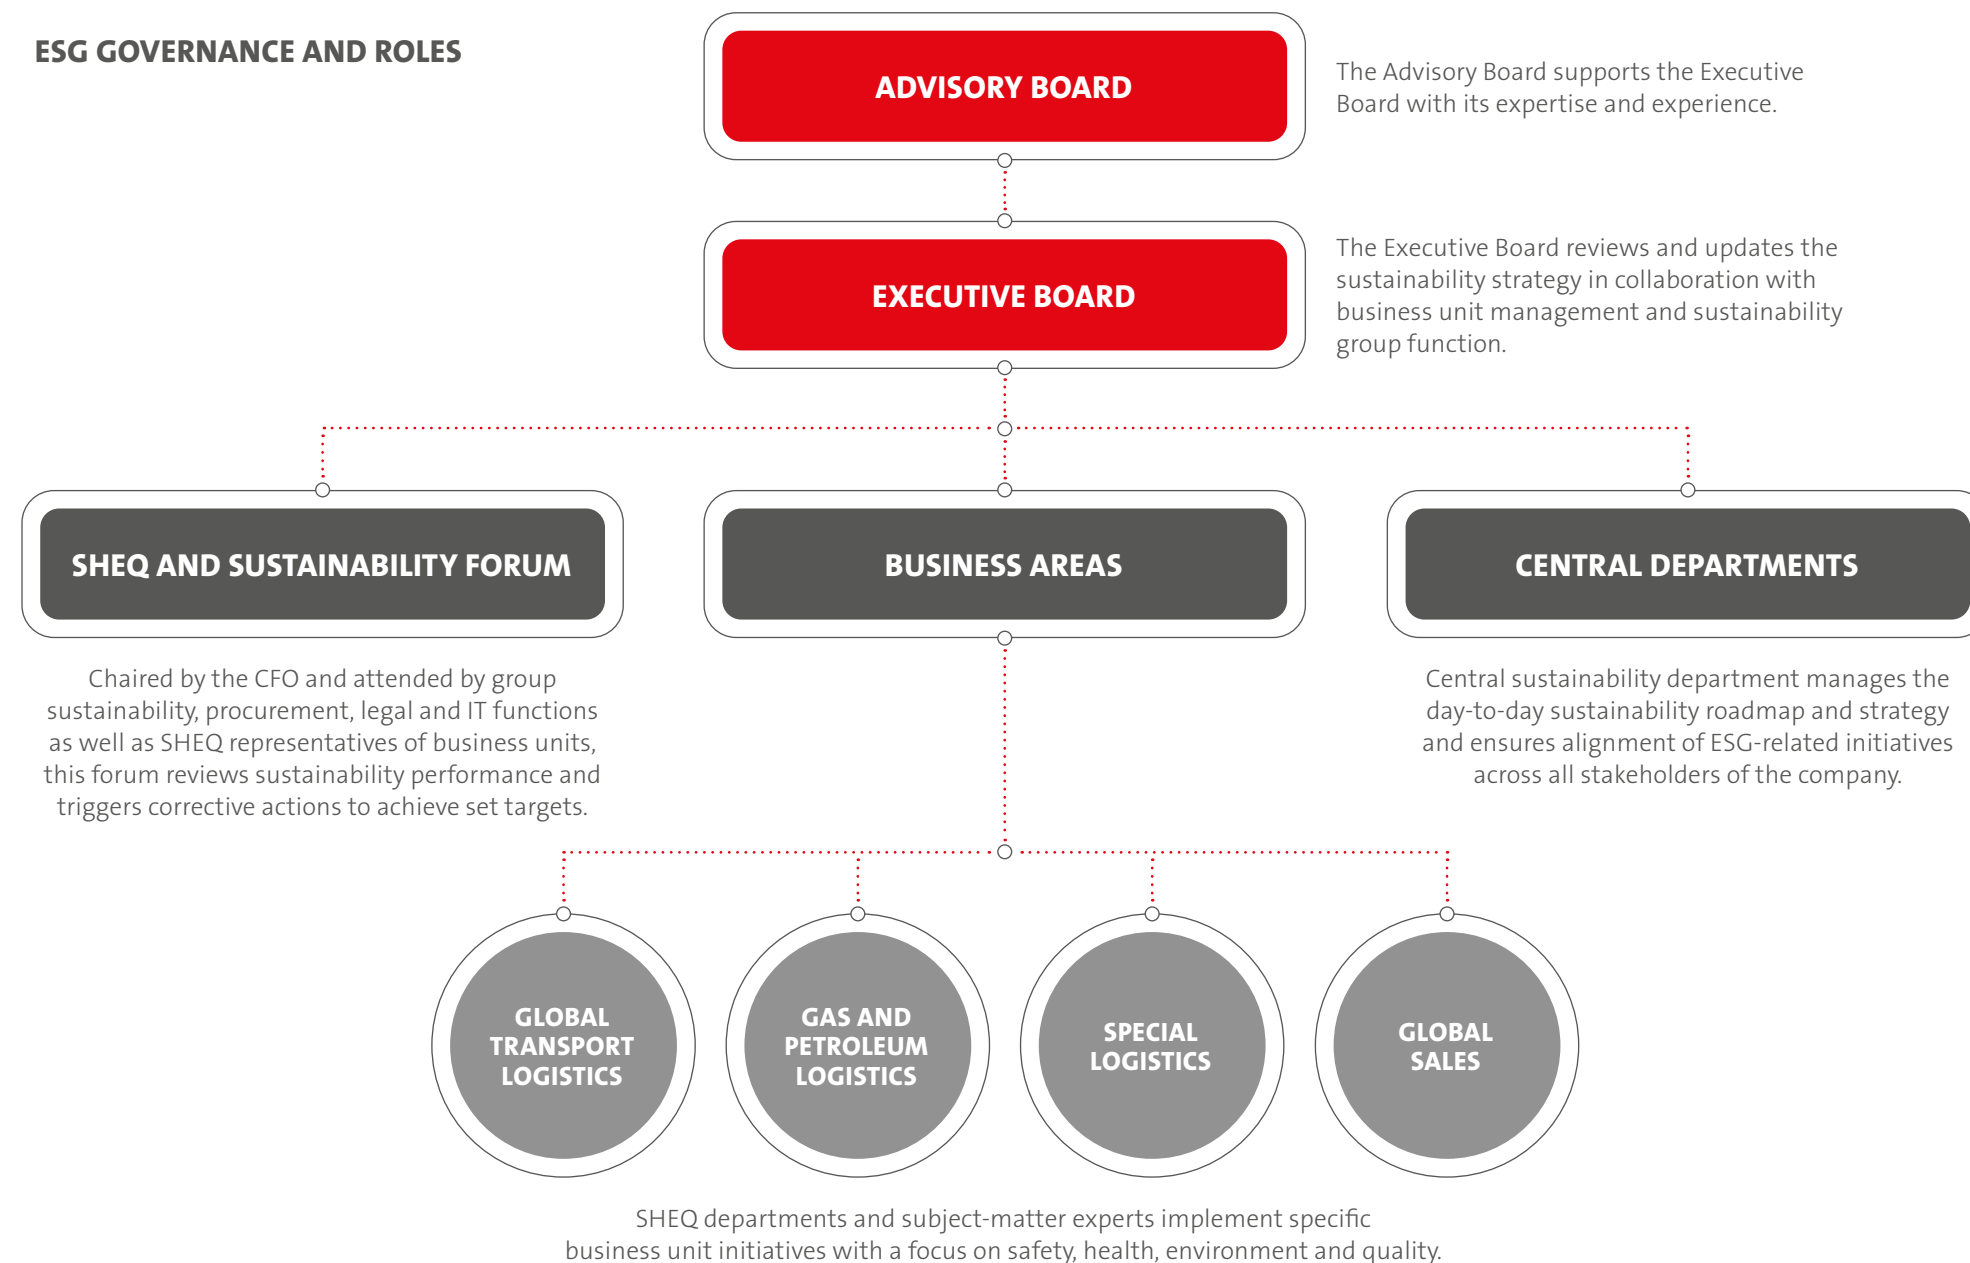 ESG GOVERNANCE AND ROLES
ADVISORY BOARD
The Advisory Board supports the Executive
Board with its expertise and experience.
EXECUTIVE BOARD
The Executive Board reviews and updates the
sustainability strategy in collaboration with
business unit management and sustainability
group function.
SHEQ AND SUSTAINABILITY FORUM
Chaired by the CFO and attended by group
sustainability, procurement, legal and IT functions
as well as SHEQ representatives of business units,
this forum reviews sustainability performance and
triggers corrective actions to achieve set targets.
BUSINESS AREAS
CENTRAL DEPARTMENTS
Central sustainability department manages the
day-to-day sustainability roadmap and strategy
and ensures alignment of ESG-related initiatives
across all stakeholders of the company.
GLOBAL
TRANSPORT
LOGISTICS
GAS AND
PETROLEUM
LOGISTICS
SPECIAL
LOGISTICS
GLOBAL
SALES
SHEQ departments and subject-matter experts implement specific
business unit initiatives with a focus on safety, health, environment and quality.